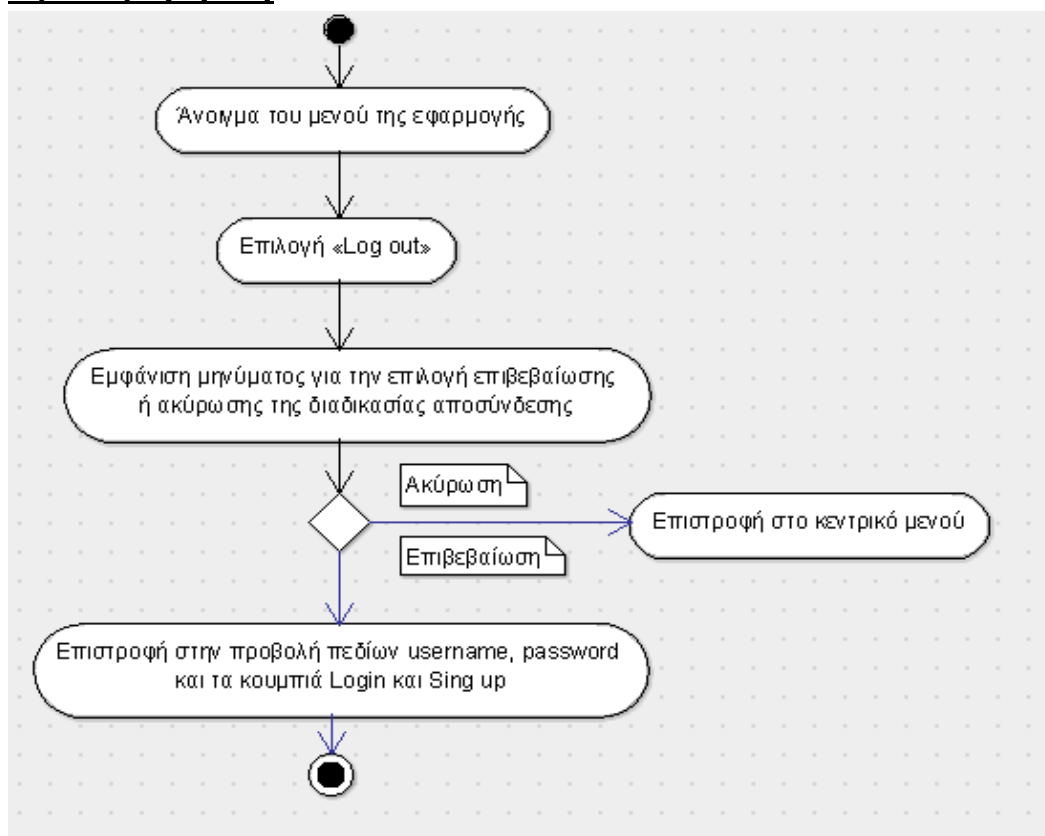 Άνοιγμα του μενού της εφαρμογής
Επιλογή «Log out»
Εμφάνιση μηνύματος για την επιλογή επιβεβαίωσης
ή ακύρωσης της διαδικασίας αποσύνδεσης
Ακύρωση
Επιστροφή στο κεντρικό μενού
Επιβεβαίωση
Επιστροφή στην προβολή πεδίων username, password
και τα κουμπιά Login και Sing up